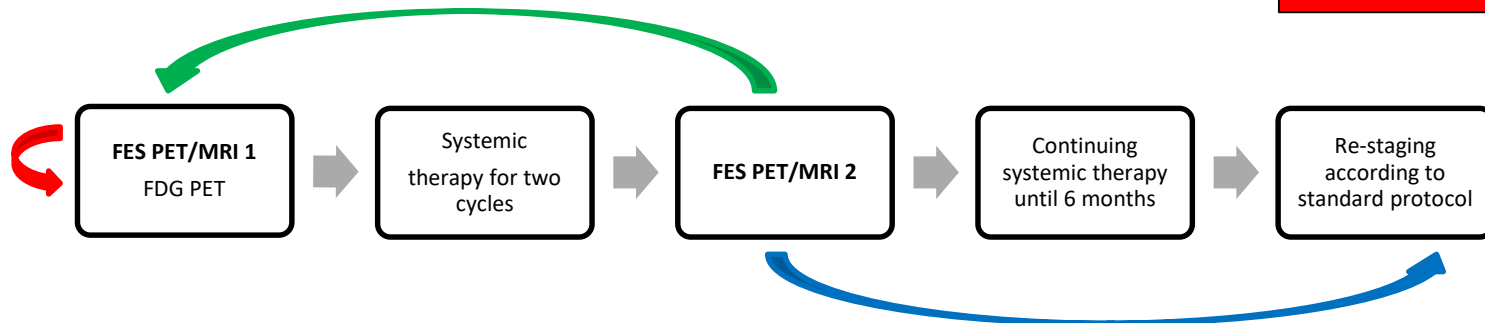 FES PET/MRI 1
FDG PET
Systemic
therapy for two
cycles
FES PET/MRI 2
Continuing
systemic therapy
until 6 months
Re-staging
according to
standard protocol